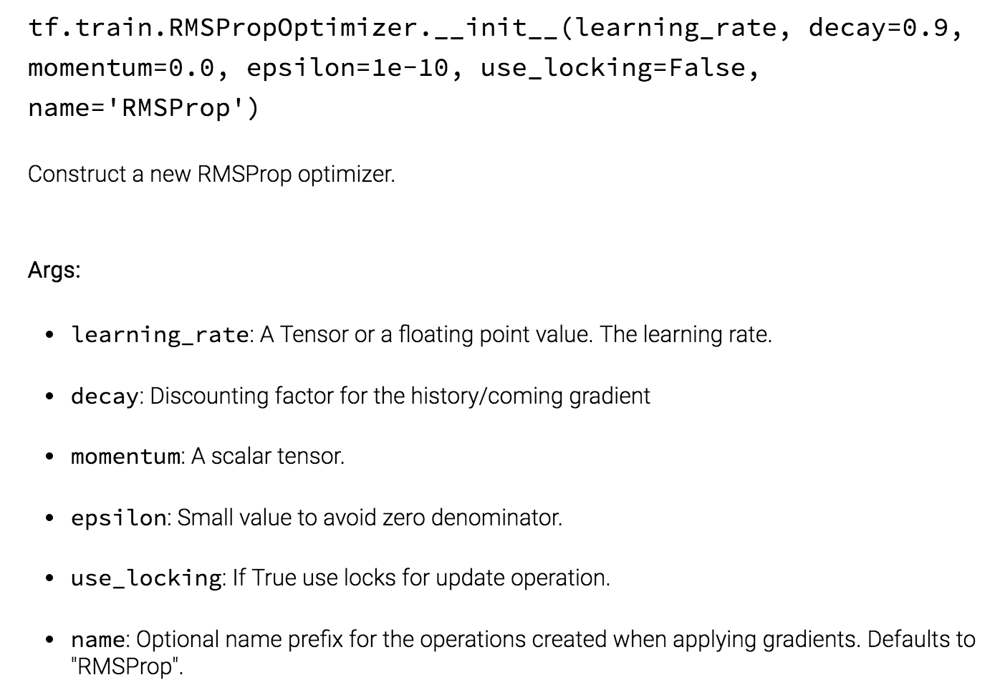 tf.train.RMSPropOptimizer.__init__(learning_rate, decay=0.9,
momentum=0.0, epsilon=1e-10, use_locking=False,
name='RMSProp')
Construct a new RMSProp optimizer.
Args:
• learning_rate: A Tensor or a floating point value. The learning rate.
• decay: Discounting factor for the history/coming gradient
• momentum: A scalar tensor.
• epsilon: Small value to avoid zero denominator.
• use_locking: If True use locks for update operation.
• name: Optional name prefix for the operations created when applying gradients. Defaults to
"RMSProp".